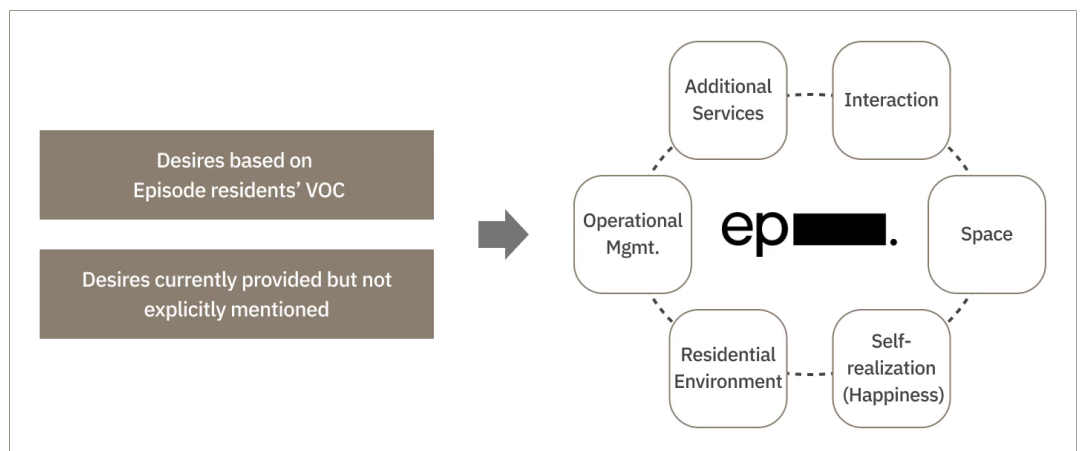 Desires based on
Episode residents' VOC
Desires currently provided but not
explicitly mentioned
Additional
Services
Interaction
Operational
Mgmt.
ep.
Space
Residential
Environment
Self-
realization
(Happiness)